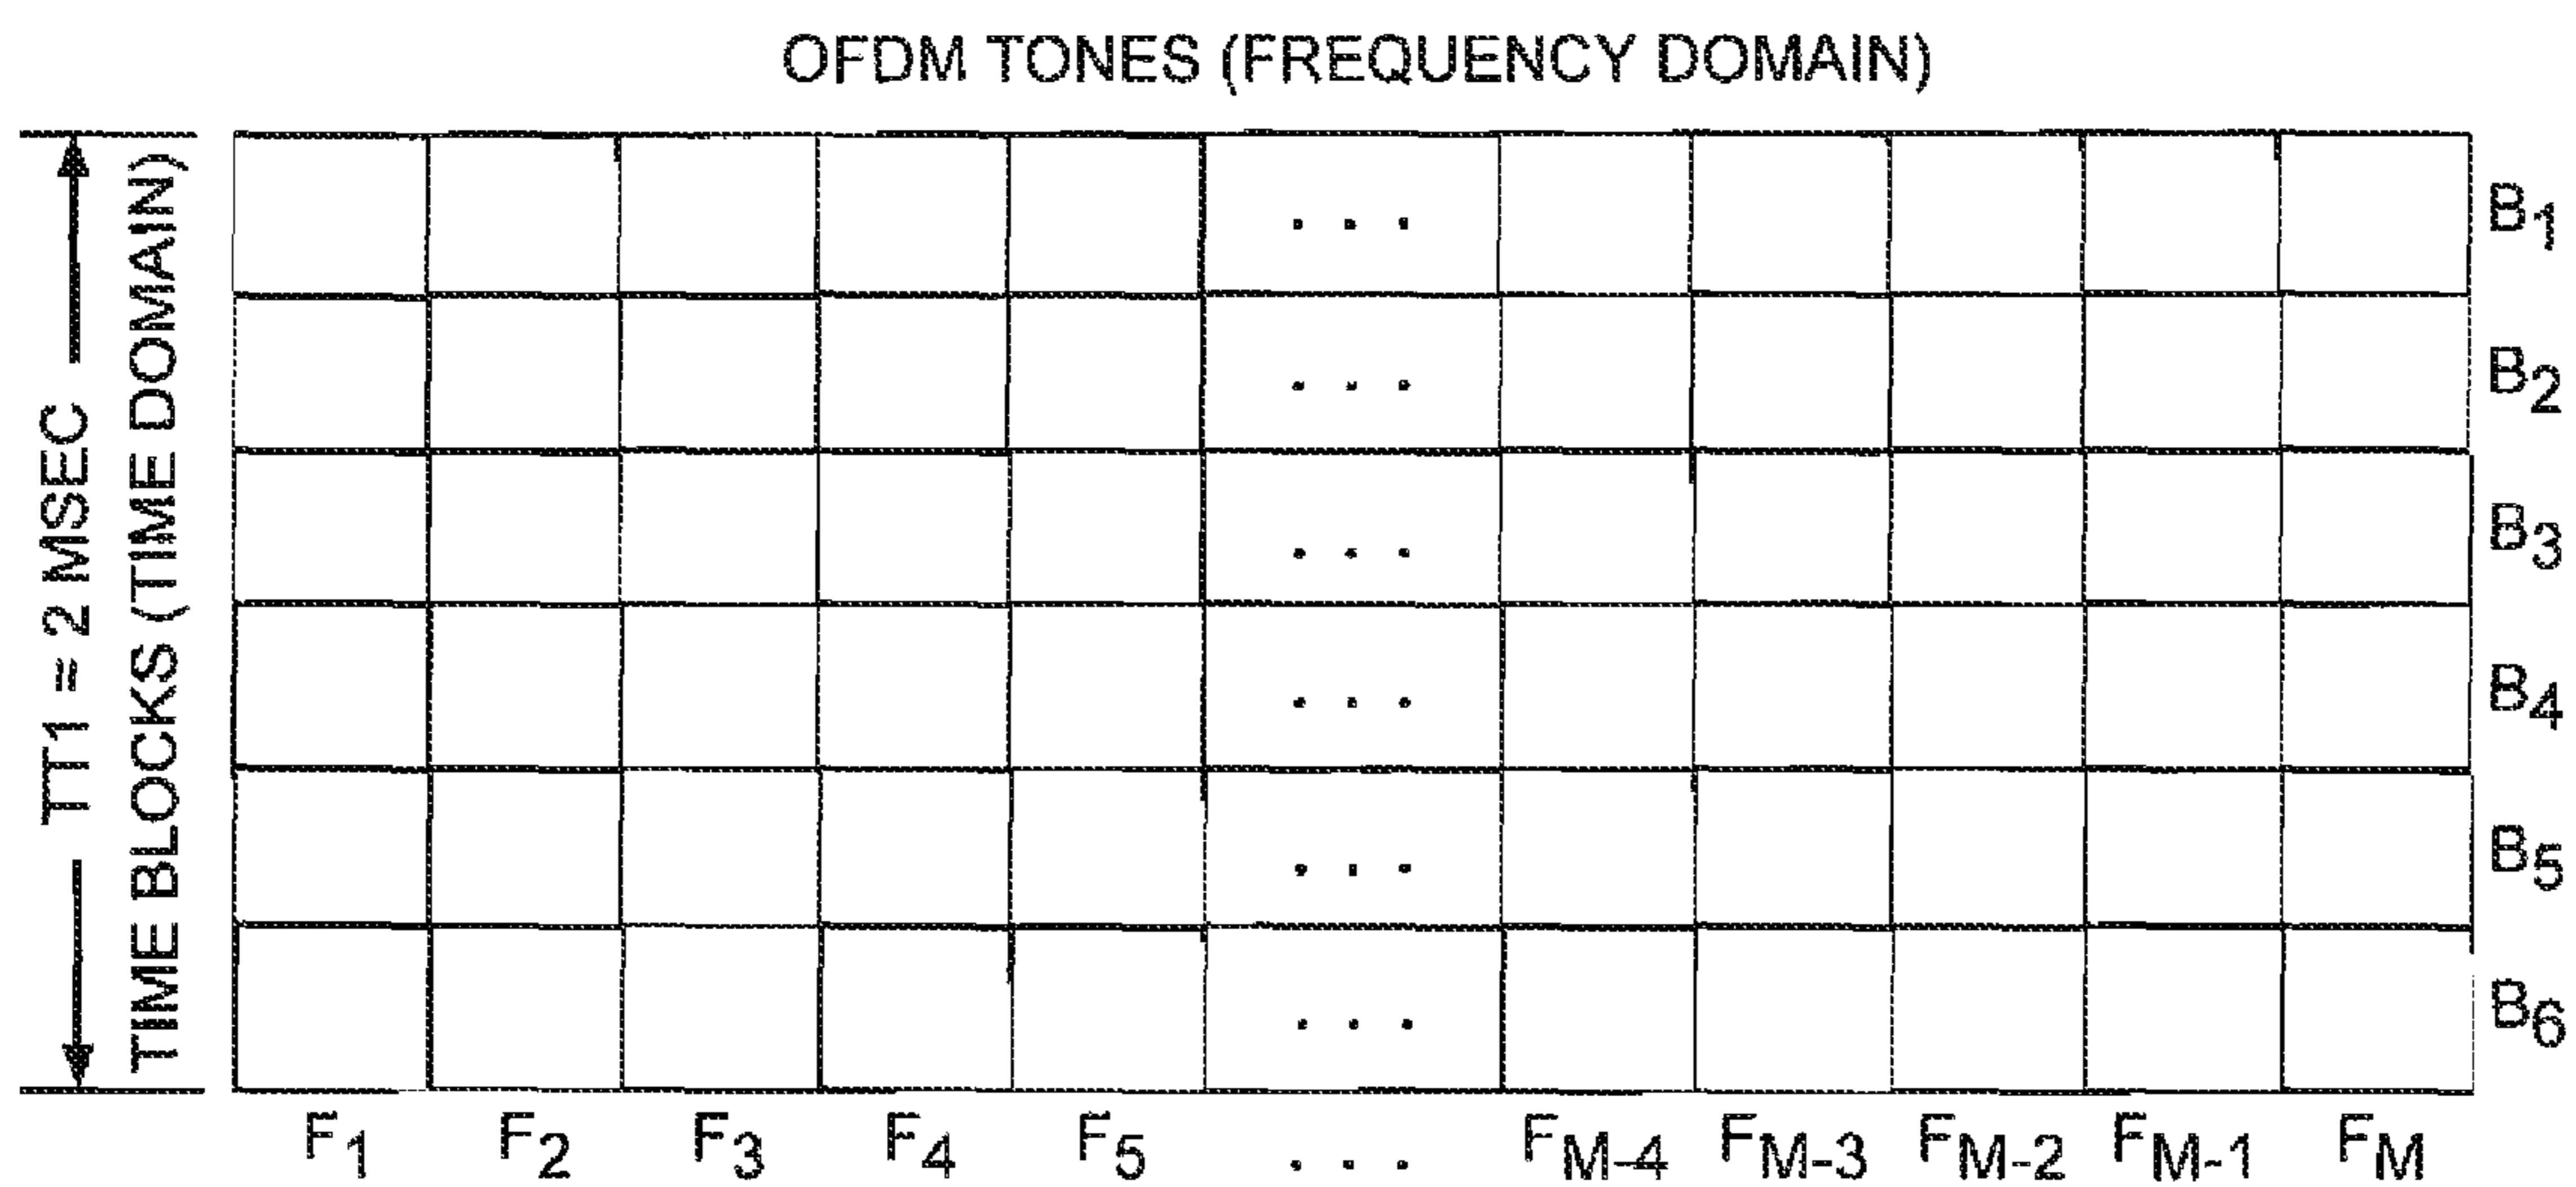 OFDM TONES (FREQUENCY DOMAIN)
TT1 = 2 MSEC
TIME BLOCKS (TIME DOMAIN)
. . . B1
. . . B2
. . . B3
. . . B4
. . . B5
. . . B6
F1 F2 F3 F4 F5 . . . FM-4 FM-3 FM-2 FM-1 FM